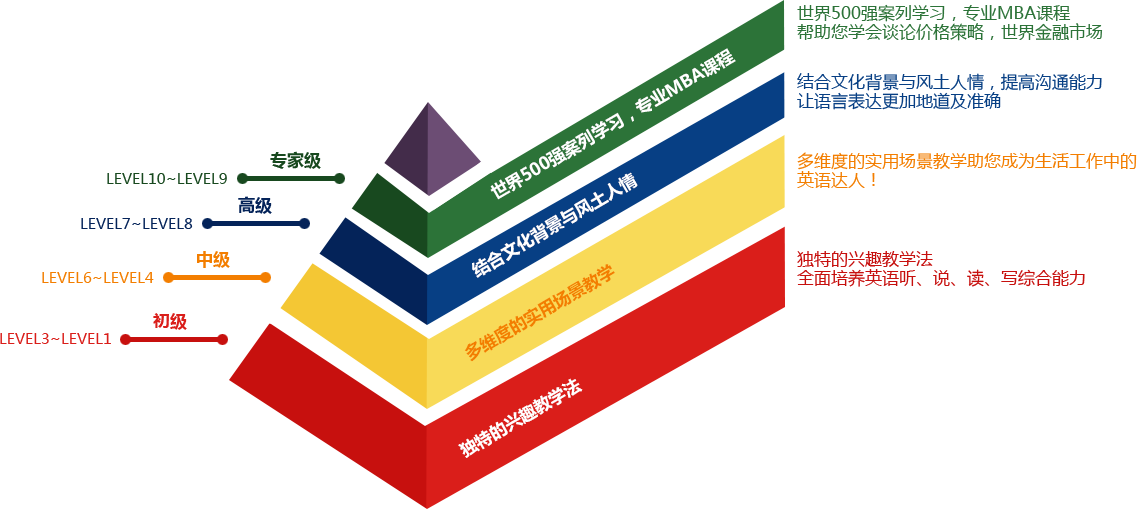 世界500强案列学习，专业MBA课程
帮助您学会谈论价格策略，世界金融市场
世界500强案列学习，专业MBA课程
专家级
LEVEL10~LEVEL9
结合文化背景与风土人情，提高沟通能力
让语言表达更加地道及准确
结合文化背景与风土人情
高级
LEVEL7~LEVEL8
多维度的实用场景教学助您成为生活工作中的
英语达人！
多维度的实用场景教学
中级
LEVEL6~LEVEL4
独特的兴趣教学法
全面培养英语听、说、读、写综合能力
独特的兴趣教学法
初级
LEVEL3~LEVEL1